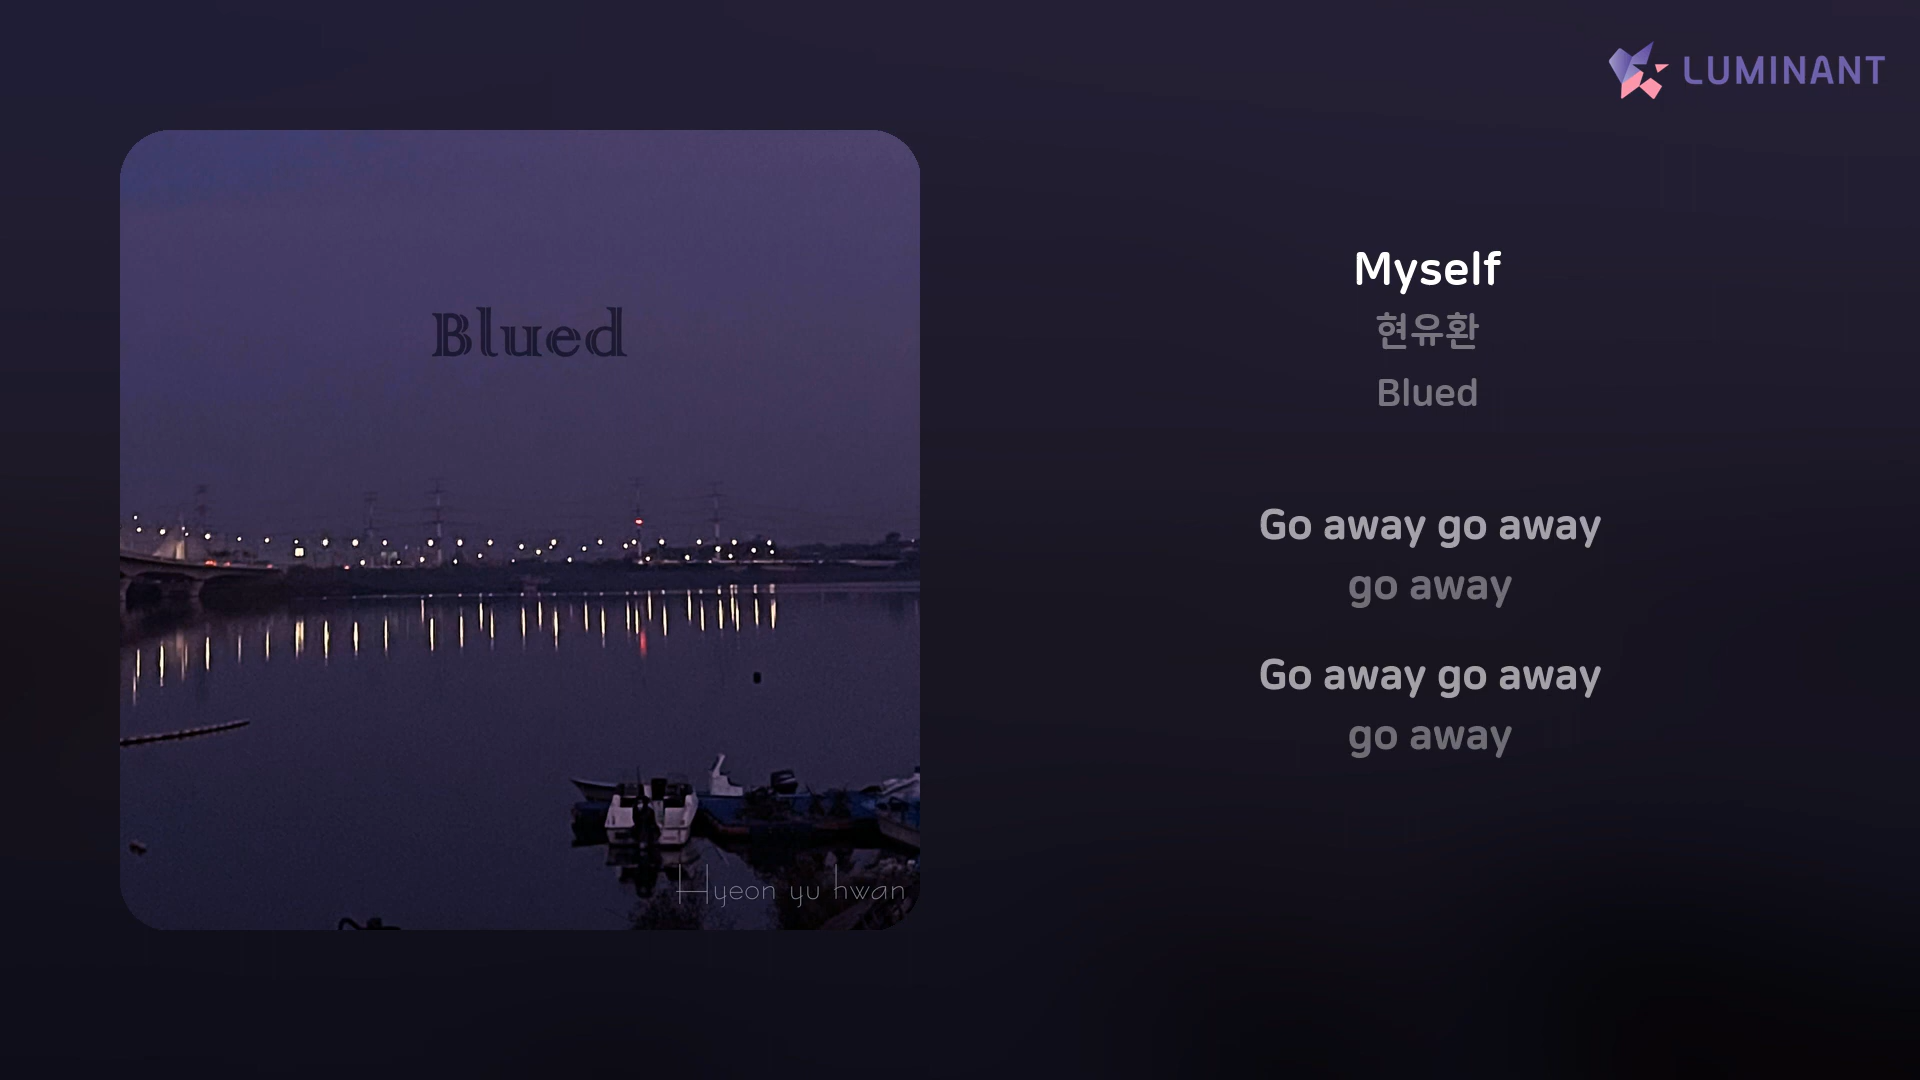 LUMINANT
Blued
Hyeon yu hwan
Myself
현유환
Blued
Go away go away
go away
Go away go away
go away